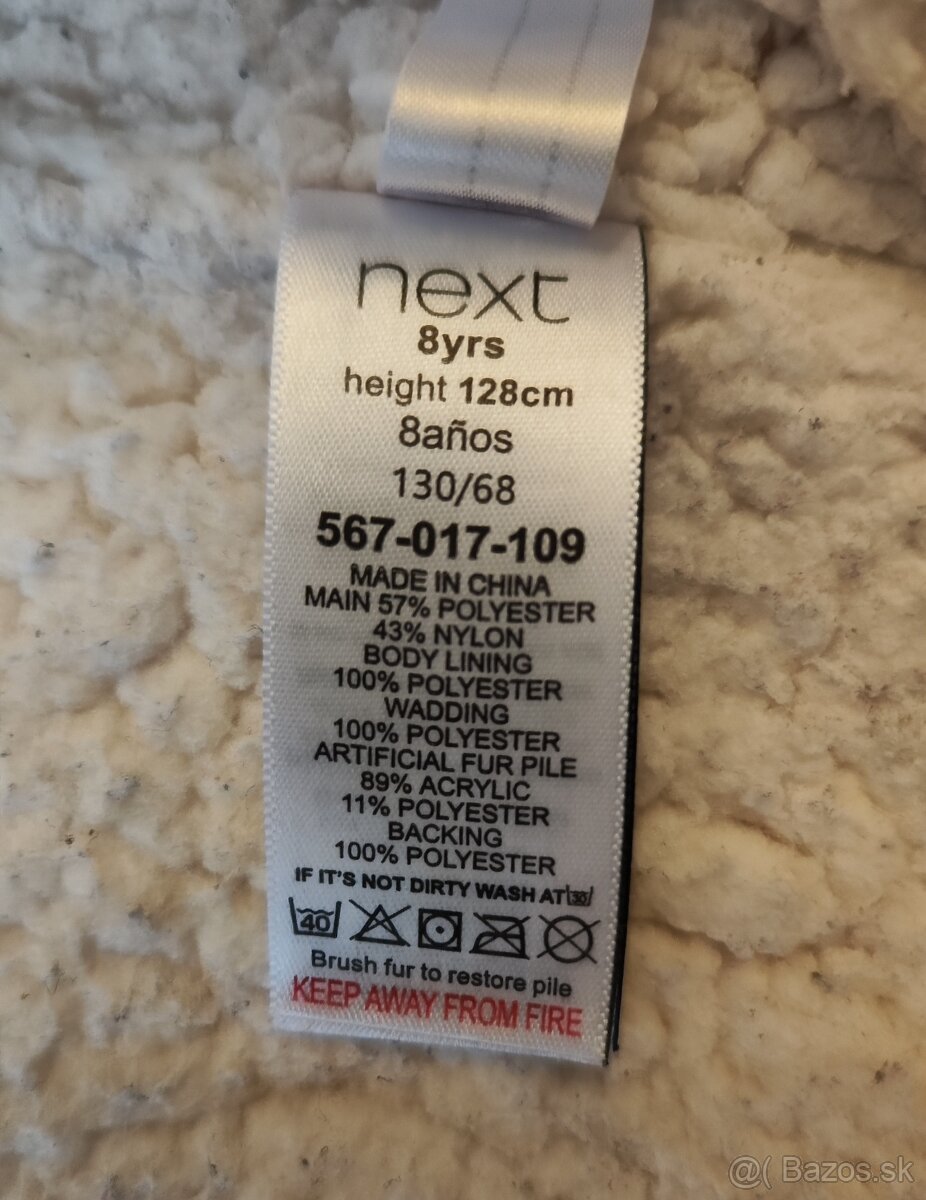 next
8yrs
height 128cm
8años
130/68
567-017-109
MADE IN CHINA
MAIN 57% POLYESTER
43% NYLON
BODY LINING
100% POLYESTER
WADDING
100% POLYESTER
ARTIFICIAL FUR PILE
89% ACRYLIC
11% POLYESTER
BACKING
100% POLYESTER
IF IT'S NOT DIRTY WASH AT 30
40
Brush fur to restore pile
KEEP AWAY FROM FIRE
@( Bazos.sk